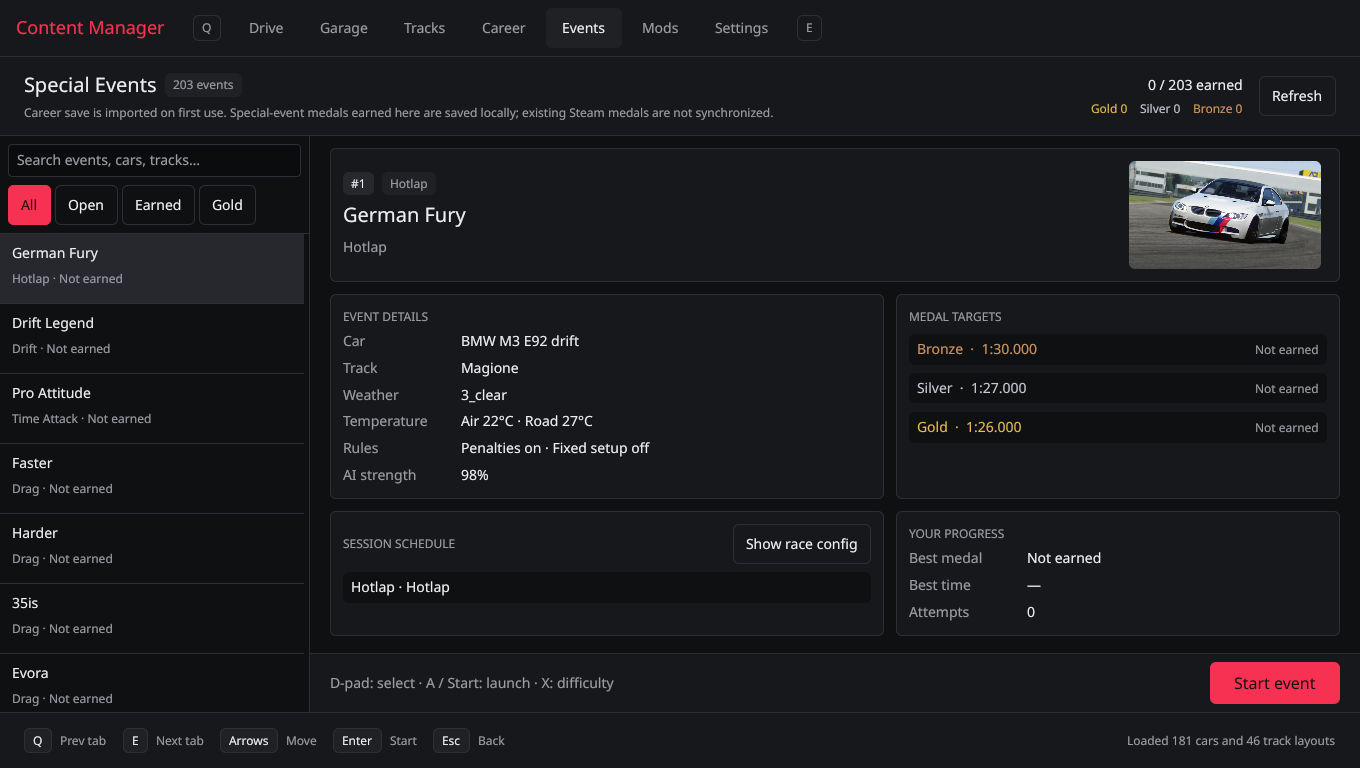 Content Manager Q Drive Garage Tracks Career Events Mods Settings E
Special Events 203 events
Career save is imported on first use. Special-event medals earned here are saved locally; existing Steam medals are not synchronized.
0 / 203 earned
Gold 0 Silver 0 Bronze 0
Refresh
Search events, cars, tracks...
All Open Earned Gold
German Fury
Hotlap · Not earned
Drift Legend
Drift · Not earned
Pro Attitude
Time Attack · Not earned
Faster
Drag · Not earned
Harder
Drag · Not earned
35is
Drag · Not earned
Evora
Drag · Not earned
#1 Hotlap
German Fury
Hotlap
EVENT DETAILS
Car BMW M3 E92 drift
Track Magione
Weather 3_clear
Temperature Air 22°C · Road 27°C
Rules Penalties on · Fixed setup off
AI strength 98%
MEDAL TARGETS
Bronze · 1:30.000 Not earned
Silver · 1:27.000 Not earned
Gold · 1:26.000 Not earned
SESSION SCHEDULE Show race config
Hotlap · Hotlap
YOUR PROGRESS
Best medal Not earned
Best time —
Attempts 0
D-pad: select · A / Start: launch · X: difficulty Start event
Q Prev tab E Next tab Arrows Move Enter Start Esc Back Loaded 181 cars and 46 track layouts